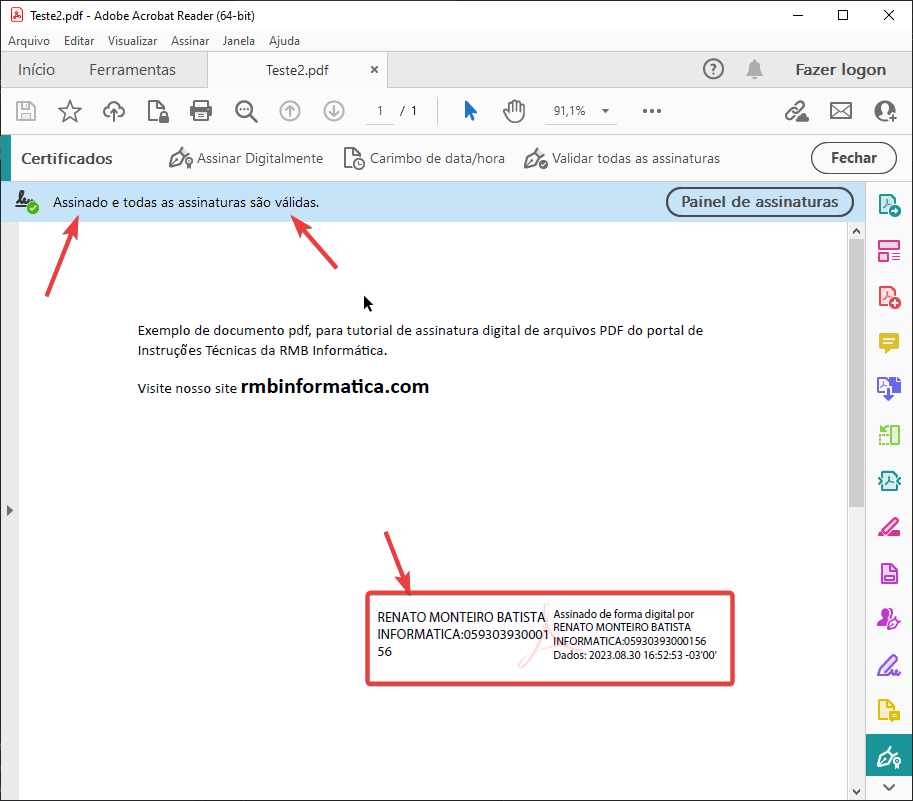 Teste2.pdf - Adobe Acrobat Reader (64-bit)
Arquivo Editar Visualizar Assinar Janela Ajuda
Início Ferramentas Teste2.pdf × Fazer logon
1 / 1 91,1%
Certificados Assinar Digitalmente Carimbo de data/hora Validar todas as assinaturas Fechar
Assinado e todas as assinaturas são válidas. Painel de assinaturas
Exemplo de documento pdf, para tutorial de assinatura digital de arquivos PDF do portal de
Instruções Técnicas da RMB Informática.
Visite nosso site rmbinformatica.com
RENATO MONTEIRO BATISTA
INFORMATICA:059303930001
56
Assinado de forma digital por
RENATO MONTEIRO BATISTA
INFORMATICA:05930393000156
Dados: 2023.08.30 16:52:53 -03'00'